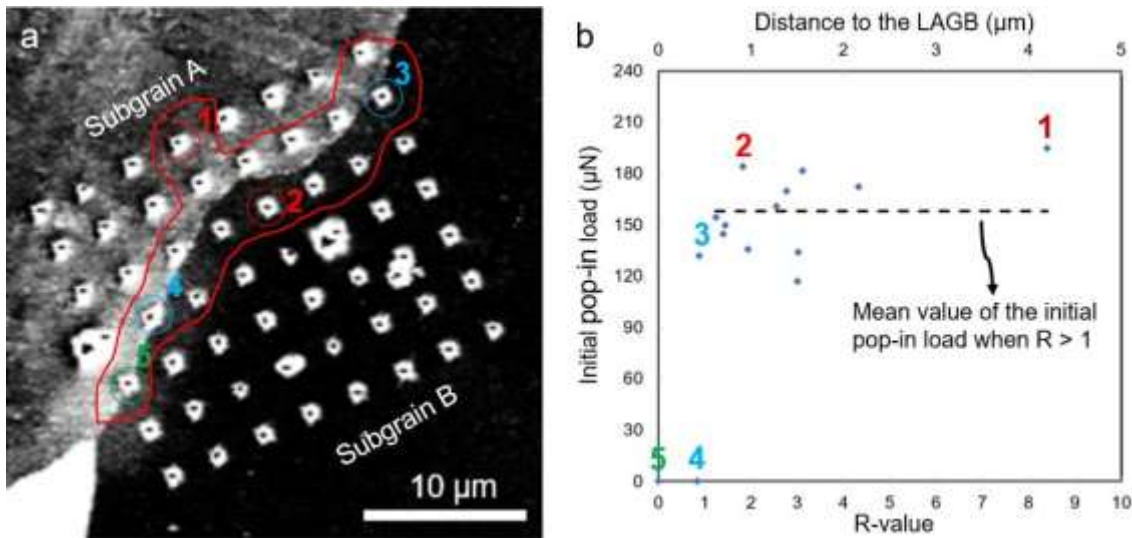 a
Subgrain A
1
2
3
4
5
Subgrain B
10 µm
b
Distance to the LAGB (µm)
0 1 2 3 4 5
Initial pop-in load (µN)
240
210
180
150
120
90
60
30
0
1
2
3
4
5
Mean value of the initial
pop-in load when R > 1
0 1 2 3 4 5 6 7 8 9 10
R-value